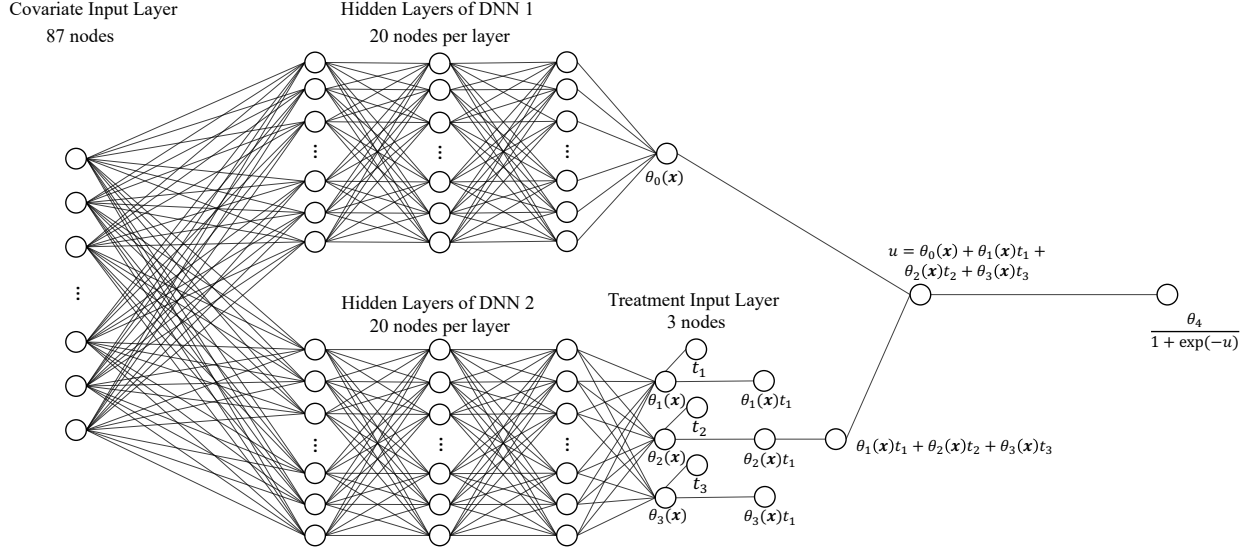 Covariate Input Layer
87 nodes
Hidden Layers of DNN 1
20 nodes per layer
⋮
⋮
⋮
θ₀(𝒙)
u = θ₀(𝒙) + θ₁(𝒙)t₁ +
θ₂(𝒙)t₂ + θ₃(𝒙)t₃
⋮
θ₄
1 + exp(−u)
Hidden Layers of DNN 2
20 nodes per layer
Treatment Input Layer
3 nodes
t₁
θ₁(𝒙)
θ₁(𝒙)t₁
t₂
⋮
⋮
⋮
θ₂(𝒙)
θ₂(𝒙)t₁
θ₁(𝒙)t₁ + θ₂(𝒙)t₂ + θ₃(𝒙)t₃
t₃
θ₃(𝒙)
θ₃(𝒙)t₁